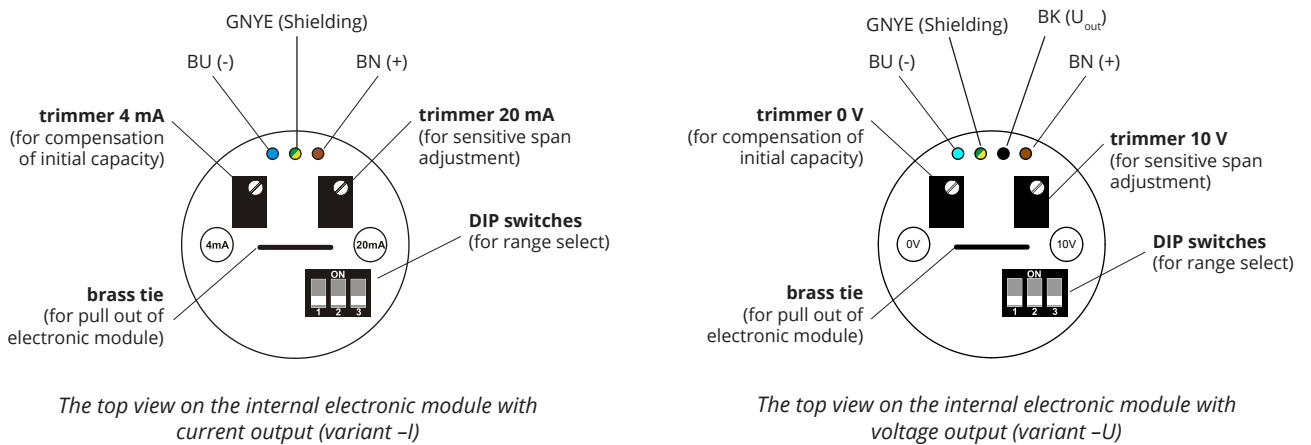 GNYE (Shielding)
BU (-)
BN (+)
trimmer 4 mA
(for compensation
of initial capacity)
trimmer 20 mA
(for sensitive span
adjustment)
4mA
20mA
DIP switches
(for range select)
ON
1 2 3
brass tie
(for pull out of
electronic module)
The top view on the internal electronic module with
current output (variant –I)
GNYE (Shielding)
BK (Uout)
BU (-)
BN (+)
trimmer 0 V
(for compensation of
initial capacity)
trimmer 10 V
(for sensitive span
adjustment)
0V
10V
DIP switches
(for range select)
ON
1 2 3
brass tie
(for pull out of
electronic module)
The top view on the internal electronic module with
voltage output (variant –U)